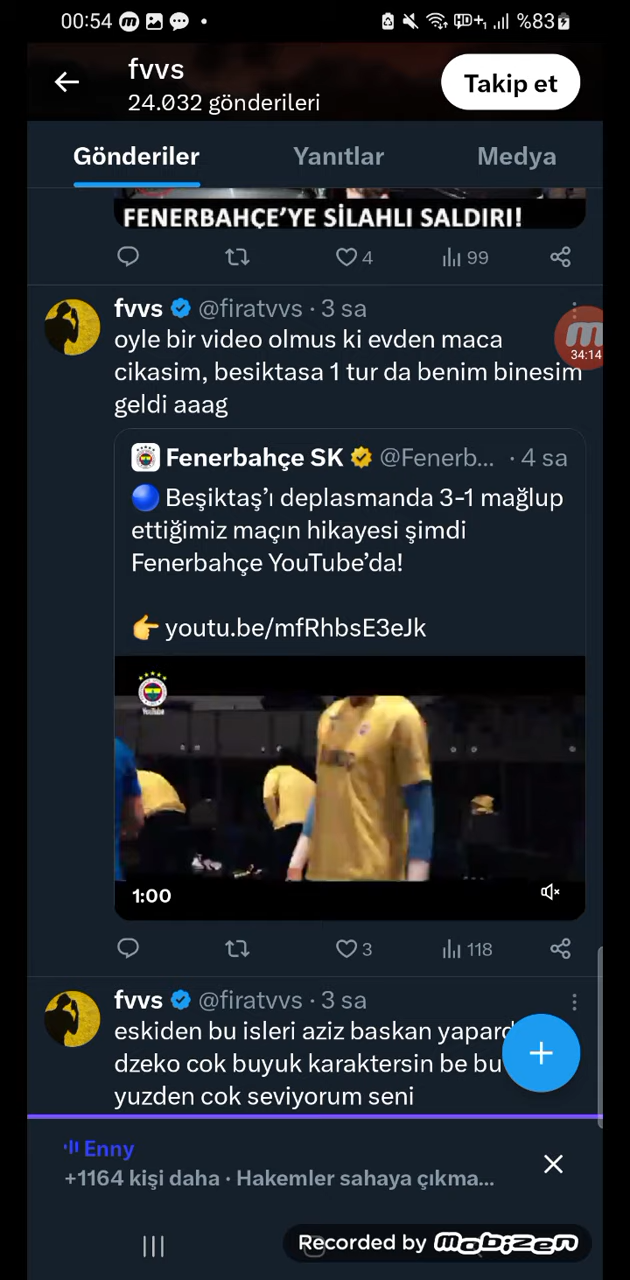 00:54 %83
fvvs
24.032 gönderileri
Takip et
Gönderiler Yanıtlar Medya
FENERBAHÇE'YE SİLAHLI SALDIRI!
4 99
fvvs @firatvvs · 3 sa
oyle bir video olmus ki evden maca
cikasim, besiktasa 1 tur da benim binesim
geldi aaag
34:14
Fenerbahçe SK @Fenerb... · 4 sa
Beşiktaş'ı deplasmanda 3-1 mağlup
ettiğimiz maçın hikayesi şimdi
Fenerbahçe YouTube'da!
youtu.be/mfRhbsE3eJk
YouTube
1:00
3 118
fvvs @firatvvs · 3 sa
eskiden bu isleri aziz baskan yapard
dzeko cok buyuk karaktersin be bu
yuzden cok seviyorum seni
Enny
+1164 kişi daha · Hakemler sahaya çıkma...
Recorded by Mobizen